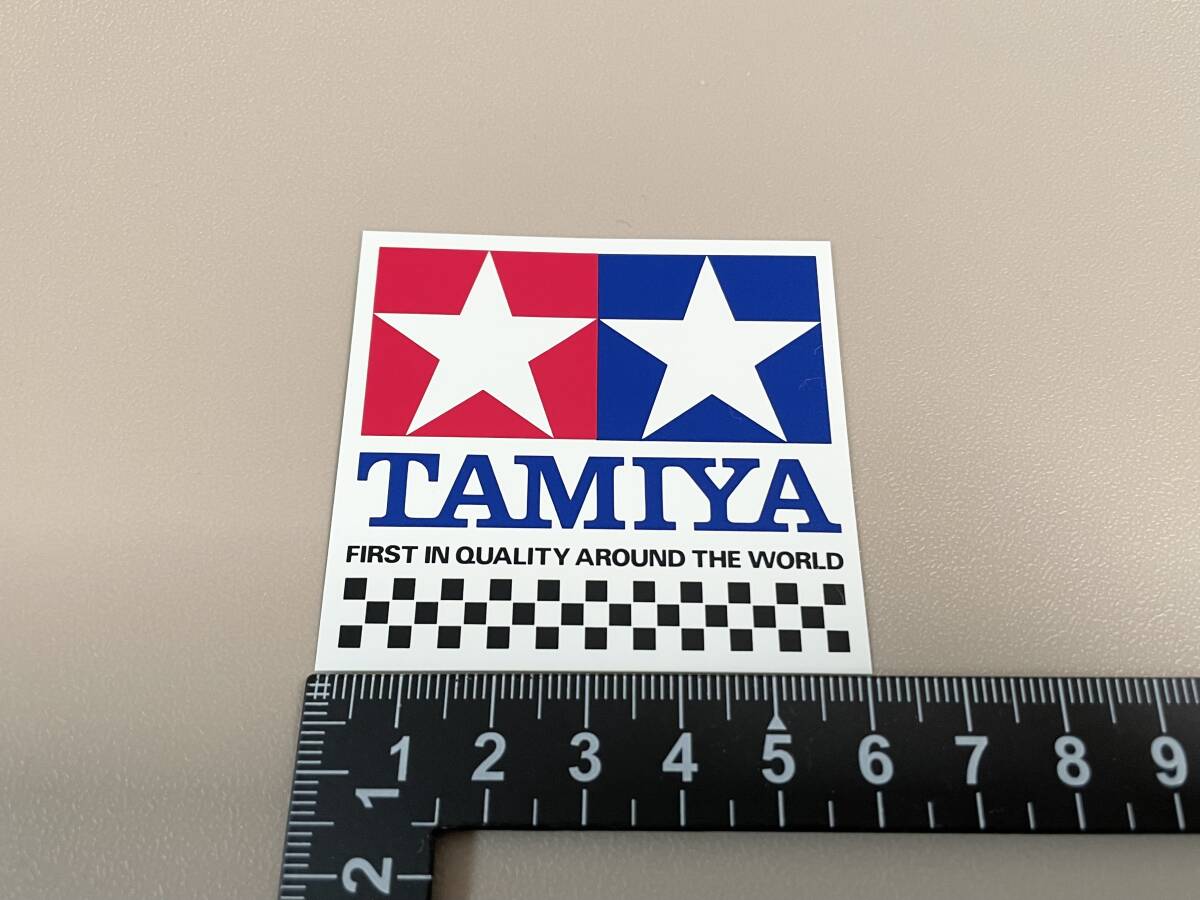 TAMIYA
FIRST IN QUALITY AROUND THE WORLD
1 2 3 4 5 6 7 8 9
1
2